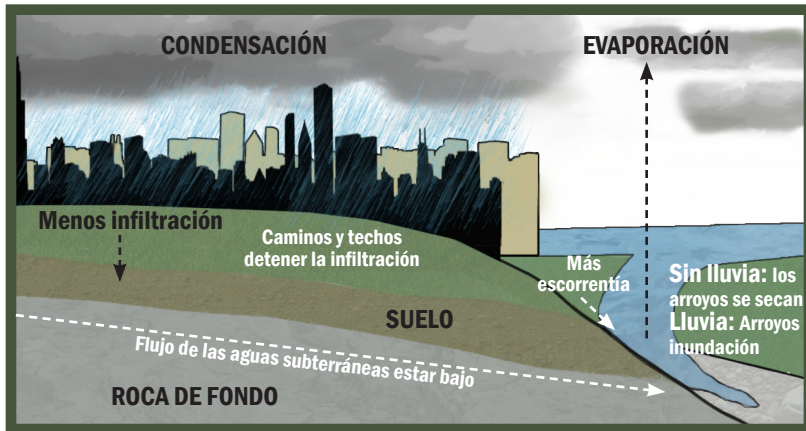 CONDENSACIÓN
EVAPORACIÓN
Menos infiltración
Caminos y techos
detener la infiltración
Más
escorrentía
Sin lluvia: los
arroyos se secan
Lluvia: Arroyos
inundación
SUELO
Flujo de las aguas subterráneas estar bajo
ROCA DE FONDO